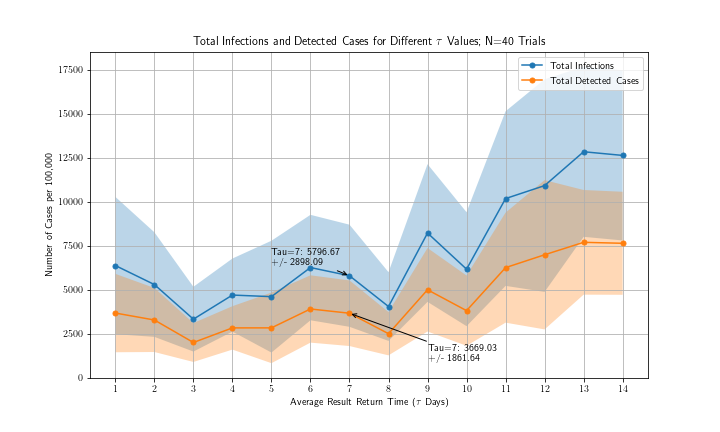 Total Infections and Detected Cases for Different τ Values; N=40 Trials
Total Infections
Total Detected Cases
Number of Cases per 100,000
17500
15000
12500
10000
7500
5000
2500
0
Tau=7: 5796.67
+/- 2898.09
Tau=7: 3669.03
+/- 1861.64
1 2 3 4 5 6 7 8 9 10 11 12 13 14
Average Result Return Time (τ Days)